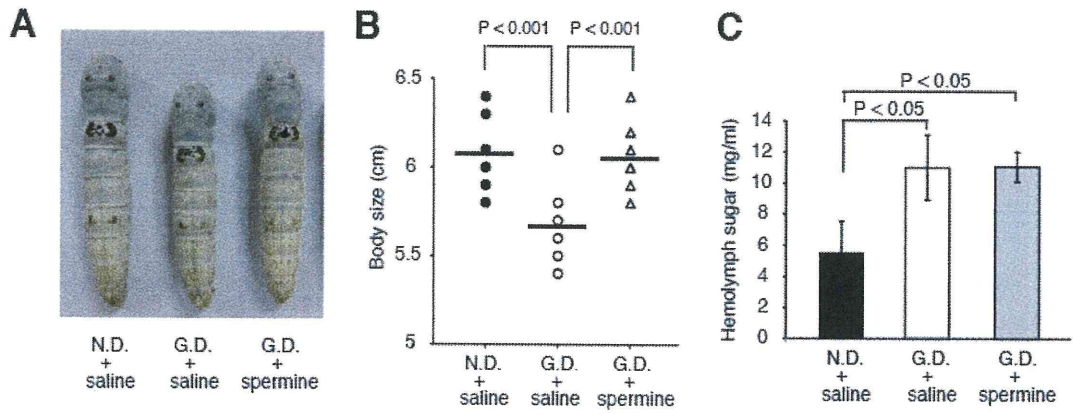 A
N.D.
+
saline
G.D.
+
saline
G.D.
+
spermine
B
P < 0.001
P < 0.001
6.5
6
5.5
5
Body size (cm)
N.D.
+
saline
G.D.
+
saline
G.D.
+
spermine
C
P < 0.05
P < 0.05
14
12
10
8
6
4
2
0
Hemolymph sugar (mg/ml)
N.D.
+
saline
G.D.
+
saline
G.D.
+
spermine